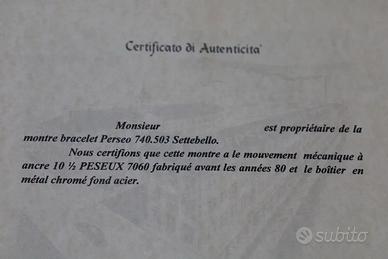 Certificato di Autenticita'
Monsieur est propriétaire de la
montre bracelet Perseo 740.503 Settebello.
Nous certifions que cette montre a le mouvement mécanique à
ancre 10 ½ PESEUX 7060 fabriqué avant les années 80 et le boîtier en
métal chromé fond acier.
subito